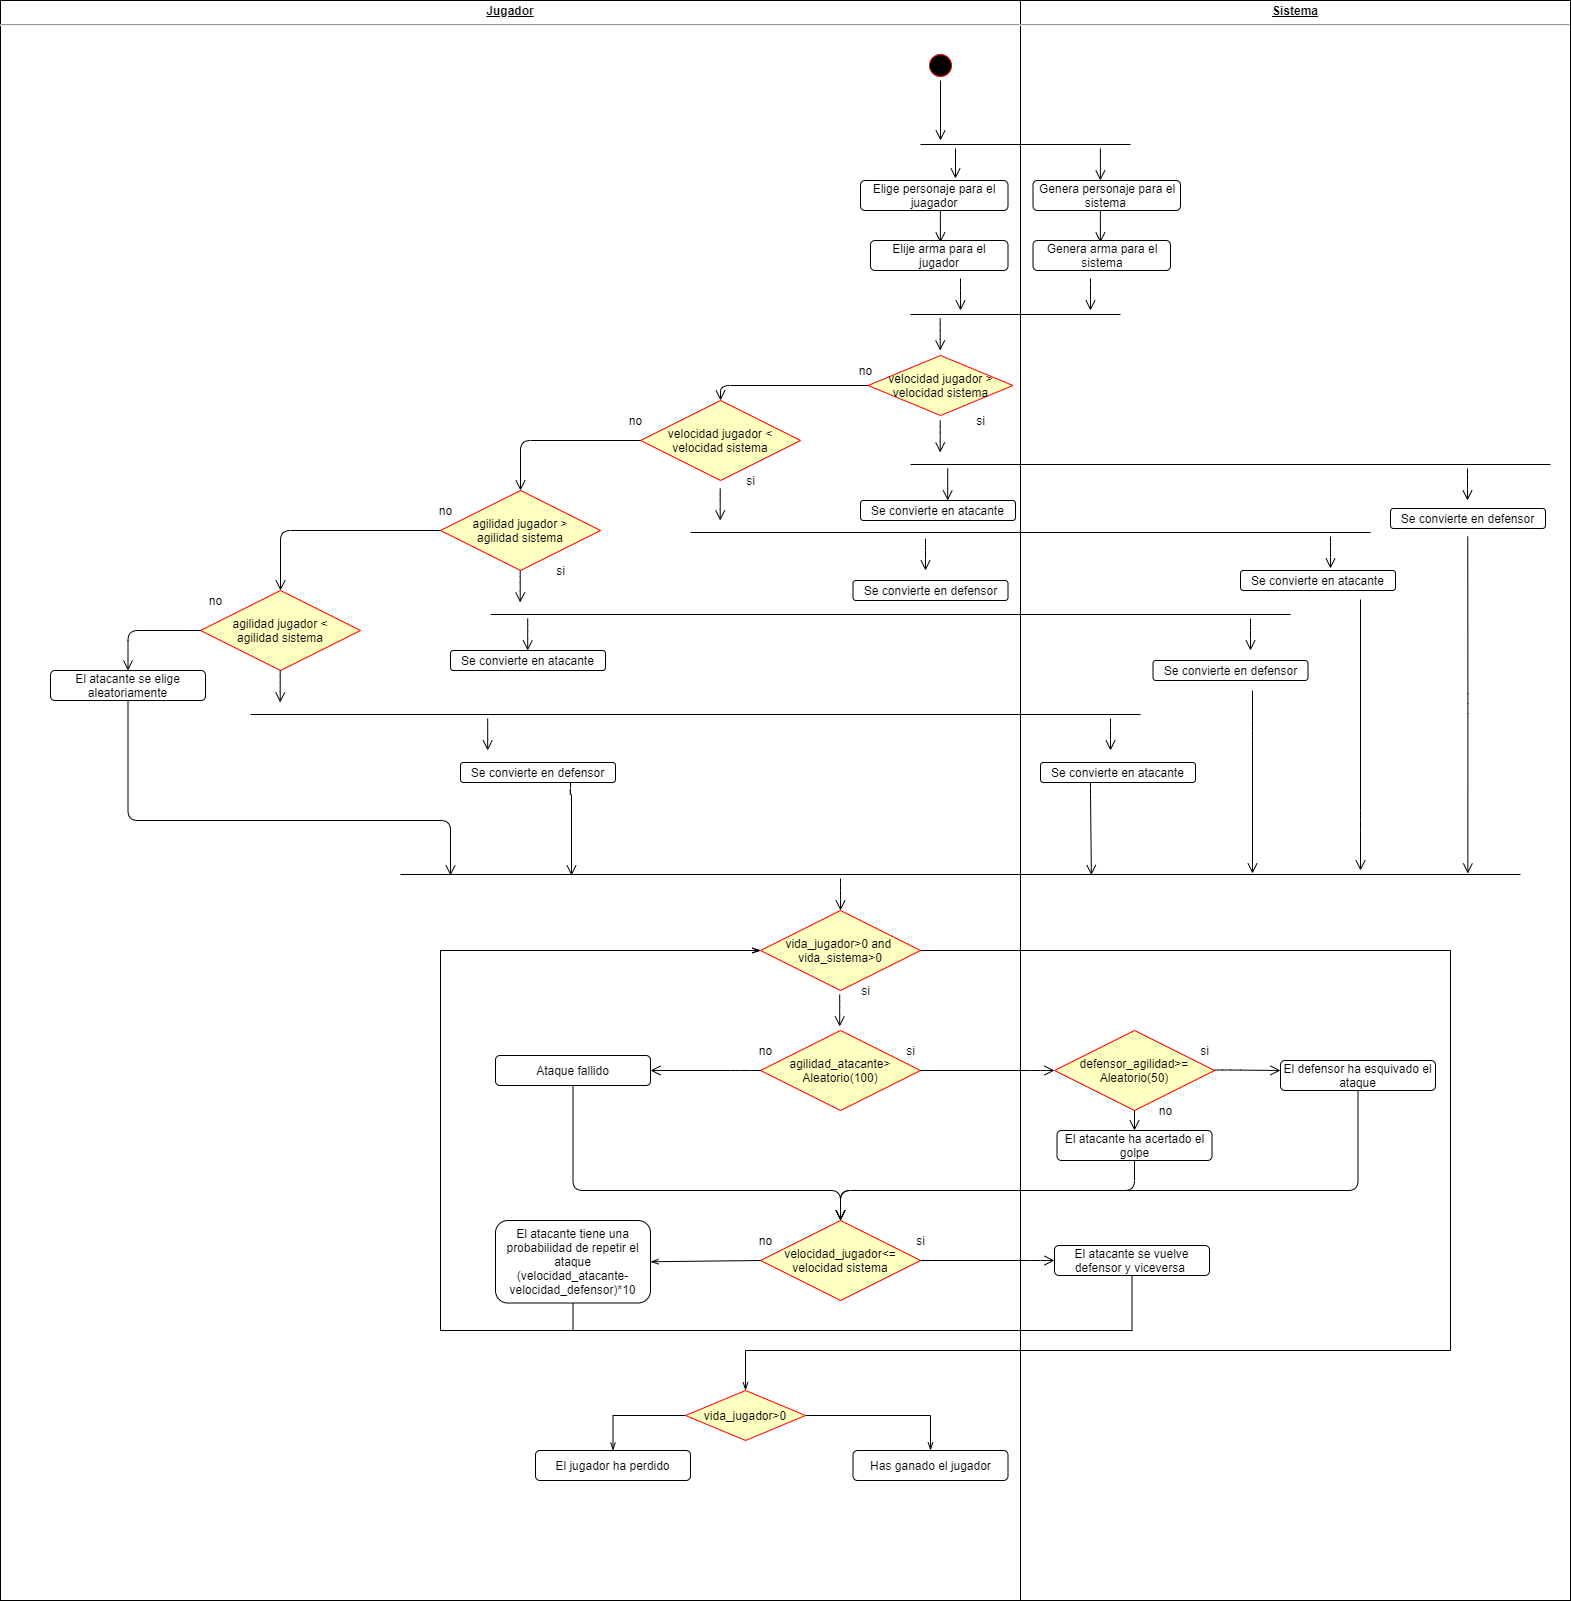 Jugador
Sistema
Elige personaje para el
juagador
Genera personaje para el
sistema
Elije arma para el
jugador
Genera arma para el
sistema
no
velocidad jugador >
velocidad sistema
si
no
velocidad jugador <
velocidad sistema
si
Se convierte en atacante
Se convierte en defensor
no
agilidad jugador >
agilidad sistema
si
Se convierte en defensor
Se convierte en atacante
no
agilidad jugador <
agilidad sistema
Se convierte en atacante
Se convierte en defensor
El atacante se elige
aleatoriamente
Se convierte en defensor
Se convierte en atacante
vida_jugador>0 and
vida_sistema>0
si
no
agilidad_atacante>
Aleatorio(100)
si
defensor_agilidad>=
Aleatorio(50)
si
Ataque fallido
El defensor ha esquivado el
ataque
no
El atacante ha acertado el
golpe
El atacante tiene una
probabilidad de repetir el
ataque
(velocidad_atacante-
velocidad_defensor)*10
no
velocidad_jugador<=
velocidad sistema
si
El atacante se vuelve
defensor y viceversa
vida_jugador>0
El jugador ha perdido
Has ganado el jugador